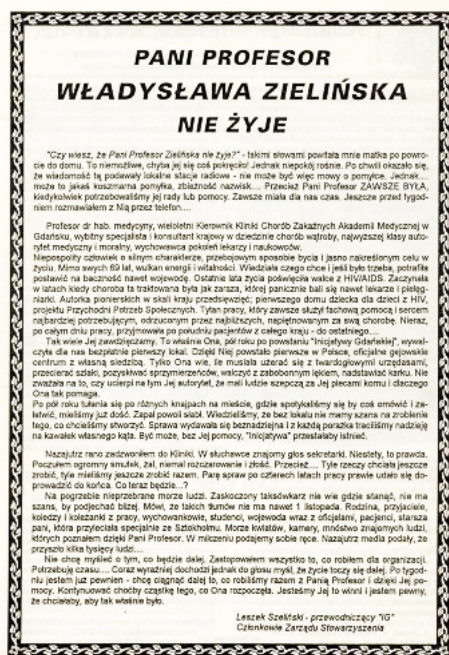 PANI PROFESOR
WŁADYSŁAWA ZIELIŃSKA
NIE ŻYJE
"Czy wiesz, że Pani Profesor Zielińska nie żyje?" - takimi słowami powitała mnie matka po powro-
cie do domu. To niemożliwe, chyba jej się coś pokręciło! Jednak niepokój rośnie. Po chwili okazało się,
że wiadomość tę podawały lokalne stacje radiowe - nie może być więc mowy o pomyłce. Jednak....
może to jakaś koszmarna pomyłka, zbieżność nazwisk.... Przecież Pani Profesor ZAWSZE BYŁA,
kiedykolwiek potrzebowaliśmy jej rady lub pomocy. Zawsze miała dla nas czas. Jeszcze przed tygod-
niem rozmawiałem z Nią przez telefon....
Profesor dr hab. medycyny, wieloletni Kierownik Kliniki Chorób Zakaźnych Akademii Medycznej w
Gdańsku, wybitny specjalista i konsultant krajowy w dziedzinie chorób wątroby, najwyższej klasy auto-
rytet medyczny i moralny, wychowawca pokoleń lekarzy i naukowców.
Niepospolity człowiek o silnym charakterze, przebojowym sposobie bycia i jasno nakreślonym celu w
życiu. Mimo swych 69 lat, wulkan energii i witalności. Wiedziała czego chce i jeśli było trzeba, potrafiła
postawić na baczność nawet wojewodę. Ostatnie lata życia poświęciła walce z HIV/AIDS. Zaczynała
w latach kiedy choroba ta traktowana była jak zaraza, której panicznie bali się nawet lekarze i pielęg-
niarki. Autorka pionierskich w skali kraju przedsięwzięć; pierwszego domu dziecka dla dzieci z HIV,
projektu Przychodni Potrzeb Społecznych. Tytan pracy, który zawsze służył fachową pomocą i sercem
najbardziej potrzebującym, odrzuconym przez najbliższych, napiętnowanym za swą chorobę. Nieraz,
po całym dniu pracy, przyjmowała po południu pacjentów z całego kraju - do ostatniego....
Tak wiele Jej zawdzięczamy. To właśnie Ona, pół roku po powstaniu "Inicjatywy Gdańskiej", wywal-
czyła dla nas bezpłatnie pierwszy lokal. Dzięki Niej powstało pierwsze w Polsce, oficjalne gejowskie
centrum z własną siedzibą. Tylko Ona wie, ile musiała użerać się z twardogłowymi urzędasami,
przecierać szlaki, pozyskiwać sprzymierzeńców, walczyć z zabobonnym lękiem, nadstawiać karku. Nie
zważała na to, czy ucierpi na tym Jej autorytet, że mali ludzie szepczą za Jej plecami komu i dlaczego
Ona tak pomaga.
Po pół roku tułania się po różnych knajpach na mieście, gdzie spotykaliśmy się by coś omówić i za-
łatwić, mieliśmy już dość. Zapał powoli słabł. Wiedzieliśmy, że bez lokalu nie mamy szans na zrobienie
tego, co chcieliśmy stworzyć. Sprawa wydawała się beznadziejna i z każdą porażką traciliśmy nadzieję
na kawałek własnego kąta. Być może, bez Jej pomocy, "Inicjatywa" przestałaby istnieć.
Nazajutrz rano zadzwoniłem do Kliniki. W słuchawce znajomy głos sekretarki. Niestety, to prawda.
Poczułem ogromny smutek, żal, niemal rozczarowanie i złość. Przecież.... Tyle rzeczy chciała jeszcze
zrobić, tyle mieliśmy jeszcze zrobić razem. Parę spraw po czterech latach pracy prawie udało się do-
prowadzić do końca. Co teraz będzie...?
Na pogrzebie nieprzebrane morze ludzi. Zaskoczony taksówkarz nie wie gdzie stanąć, nie ma
szans, by podjechać bliżej. Mówi, że takich tłumów nie ma nawet 1 listopada. Rodzina, przyjaciele,
koledzy i koleżanki z pracy, wychowankowie, studenci, wojewoda wraz z oficjelami, pacjenci, starsza
pani, która przyleciała specjalnie ze Sztokholmu. Morze kwiatów, kamery, mnóstwo znajomych ludzi,
których poznałem dzięki Pani Profesor. W milczeniu podajemy sobie ręce. Nazajutrz media podały, że
przyszło kilka tysięcy ludzi....
Nie chcę myśleć o tym, co będzie dalej. Zastopowałem wszystko to, co robiłem dla organizacji.
Potrzebuję czasu.... Coraz wyraźniej dochodzi jednak do głosu myśl, że życie toczy się dalej. Po tygod-
niu jestem już pewnien - chcę ciągnąć dalej to, co robiliśmy razem z Panią Profesor i dzięki Jej po-
mocy. Kontynuować choćby cząstkę tego, co Ona rozpoczęła. Jesteśmy Jej to winni i jestem pewny,
że chciałaby, aby tak właśnie było.
Leszek Szeliński - przewodniczący "IG"
Członkowie Zarządu Stowarzyszenia